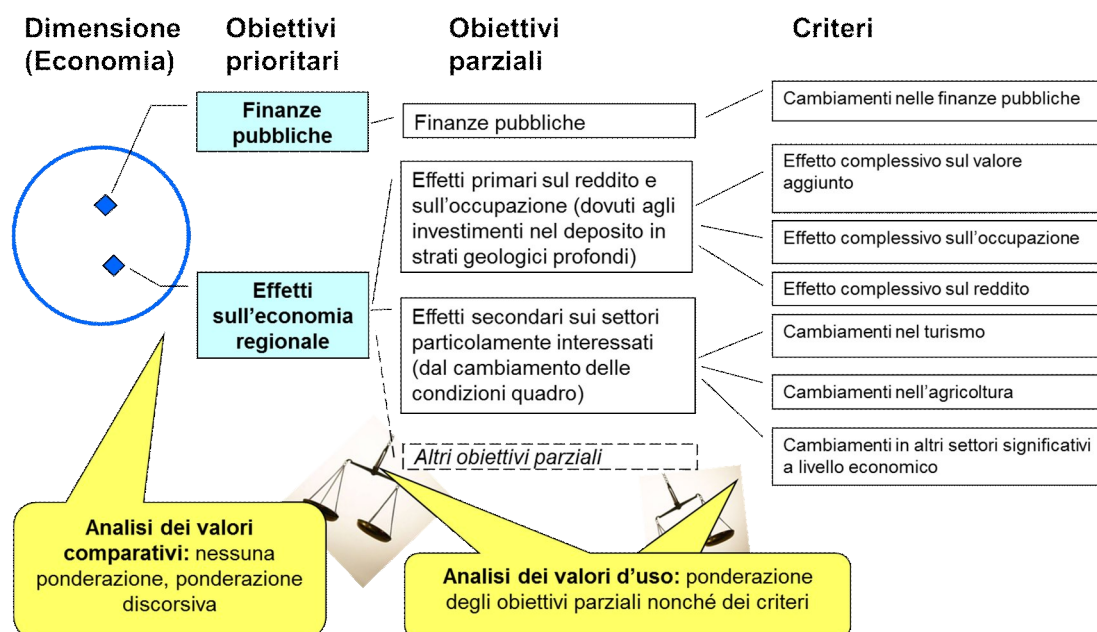 Dimensione
(Economia)
Obiettivi
prioritari
Obiettivi
parziali
Criteri
Finanze
pubbliche
Finanze pubbliche
Cambiamenti nelle finanze pubbliche
Effetti primari sul reddito e
sull'occupazione (dovuti agli
investimenti nel deposito in
strati geologici profondi)
Effetto complessivo sul valore
aggiunto
Effetto complessivo sull'occupazione
Effetto complessivo sul reddito
Effetti
sull'economia
regionale
Effetti secondari sui settori
particolamente interessati
(dal cambiamento delle
condizioni quadro)
Cambiamenti nel turismo
Cambiamenti nell'agricoltura
Cambiamenti in altri settori significativi
a livello economico
Altri obiettivi parziali
Analisi dei valori
comparativi: nessuna
ponderazione, ponderazione
discorsiva
Analisi dei valori d'uso: ponderazione
degli obiettivi parziali nonché dei criteri